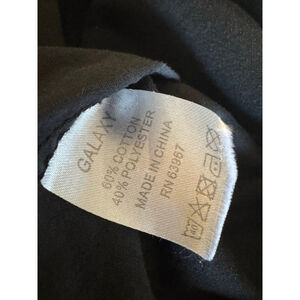 GALAXY
60% COTTON
40% POLYESTER
MADE IN CHINA
RN 63967